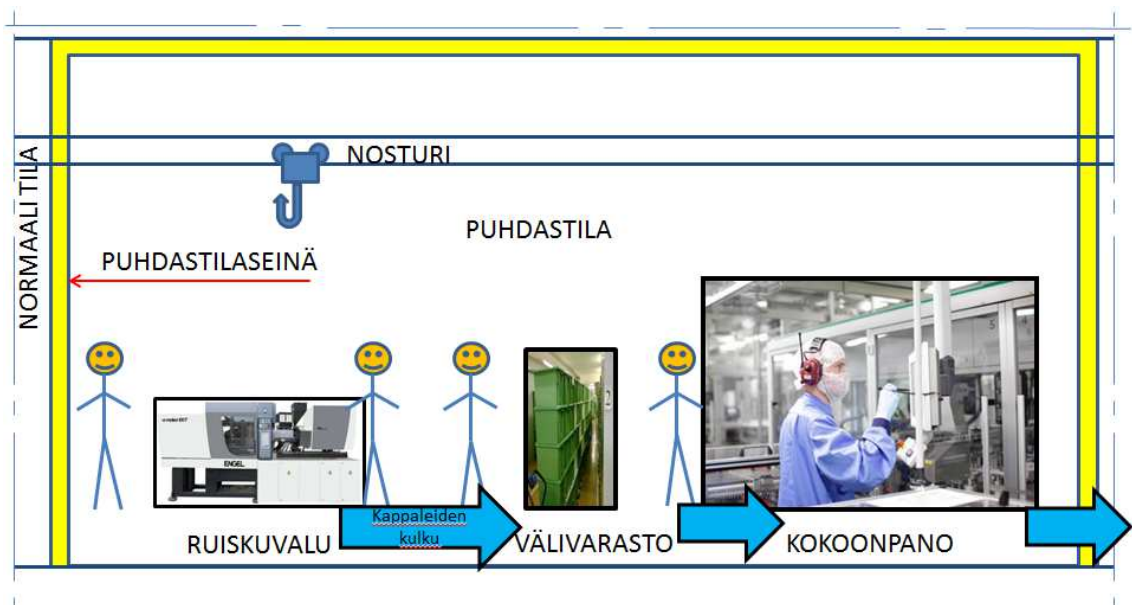 NORMAALI TILA
NOSTURI
PUHDASTILA
PUHDASTILASEINÄ
ENGEL
Kappaleiden
kulku
RUISKUVALU
VÄLIVARASTO
KOKOONPANO